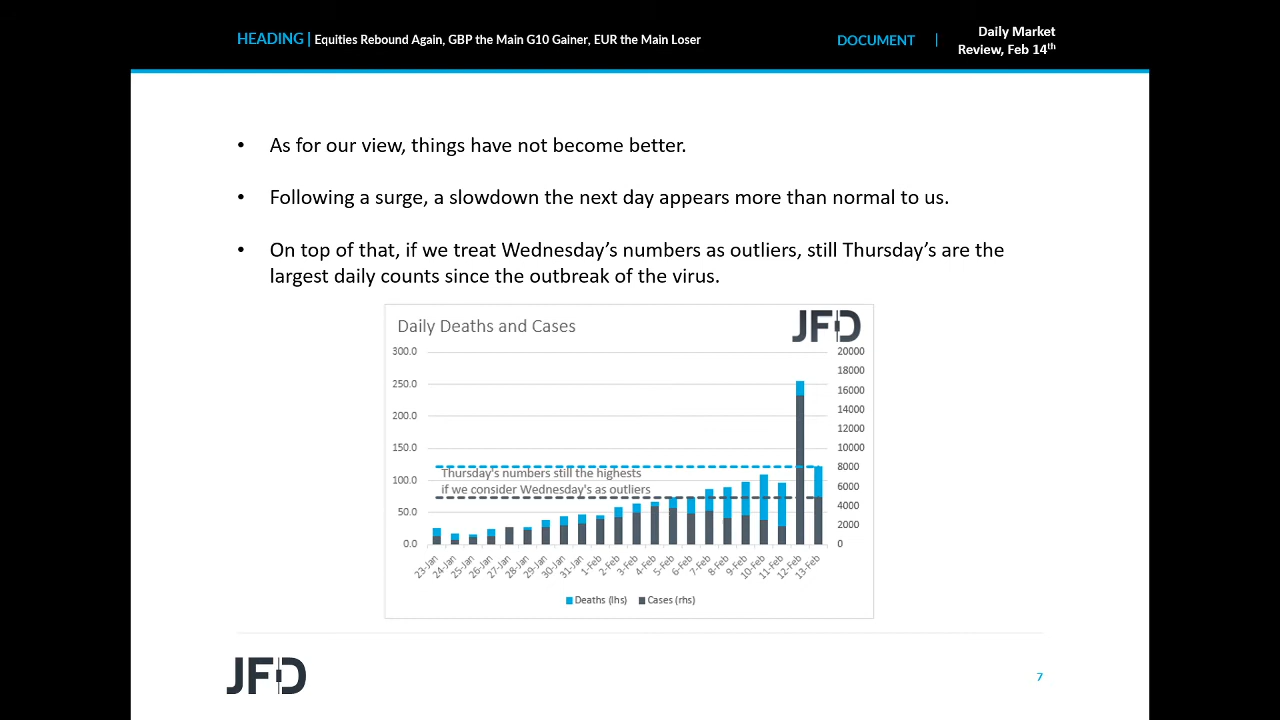 HEADING | Equities Rebound Again, GBP the Main G10 Gainer, EUR the Main Loser
DOCUMENT |
Daily Market
Review, Feb 14th
• As for our view, things have not become better.
• Following a surge, a slowdown the next day appears more than normal to us.
• On top of that, if we treat Wednesday’s numbers as outliers, still Thursday’s are the
largest daily counts since the outbreak of the virus.
Daily Deaths and Cases
JFD
300.0
250.0
200.0
150.0
100.0
50.0
0.0
20000
18000
16000
14000
12000
10000
8000
6000
4000
2000
0
Thursday's numbers still the highests
if we consider Wednesday's as outliers
23-Jan
24-Jan
25-Jan
26-Jan
27-Jan
28-Jan
29-Jan
30-Jan
31-Jan
1-Feb
2-Feb
3-Feb
4-Feb
5-Feb
6-Feb
7-Feb
8-Feb
9-Feb
10-Feb
11-Feb
12-Feb
13-Feb
Deaths (lhs) Cases (rhs)
JFD
7